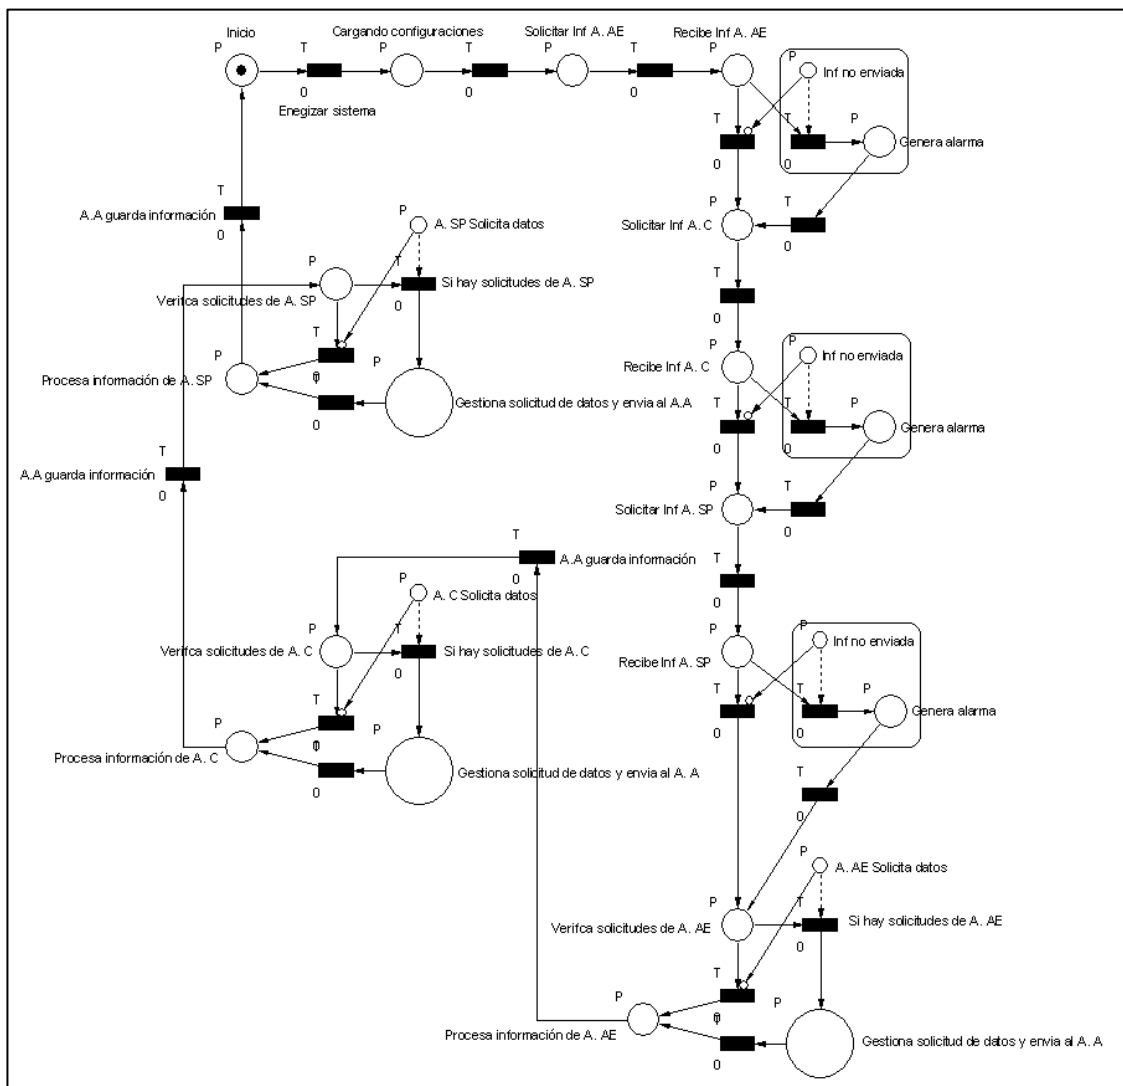 Inicio
Cargando configuraciones
Solicitar Inf A. AE
Recibe Inf A. AE
P
T
P
T
P
T
P
P
Inf no enviada
0
0
0
Enegizar sistema
T
T
P
Genera alarma
0
0
T
A.A guarda información
0
P
A. SP Solicita datos
P
T
Solicitar Inf A. C
0
P
T
Si hay solicitudes de A. SP
Verifca solicitudes de A. SP
0
T
0
T
P
P
P
P
Inf no enviada
Procesa información de A. SP
0
Recibe Inf A. C
Gestiona solicitud de datos y envia al A.A
T
T
P
Genera alarma
0
0
0
T
A.A guarda información
0
P
T
Solicitar Inf A. SP
0
T
A.A guarda información
0
T
0
P
A. C Solicita datos
P
T
P
P
Inf no enviada
Verifca solicitudes de A. C
Si hay solicitudes de A. C
Recibe Inf A. SP
0
T
T
P
Genera alarma
T
P
P
0
0
0
Procesa información de A. C
Gestiona solicitud de datos y envia al A. A
T
0
0
P
A. AE Solicita datos
P
T
Si hay solicitudes de A. AE
Verifca solicitudes de A. AE
0
T
P
P
0
Procesa información de A. AE
Gestiona solicitud de datos y envia al A. A
0